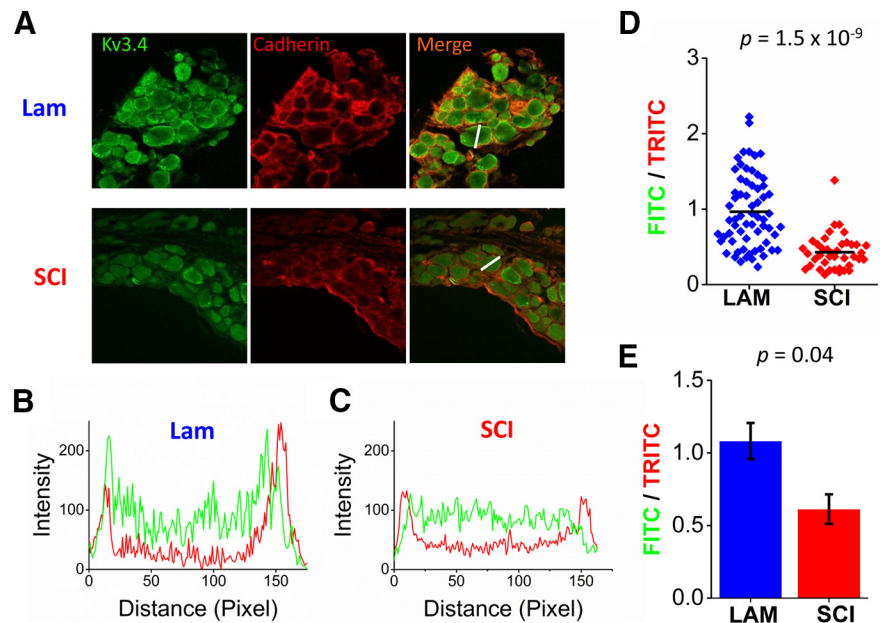 A
Kv3.4
Cadherin
Merge
Lam
SCI
B
Lam
Intensity
200
100
0
0
50
100
150
Distance (Pixel)
C
SCI
Intensity
200
100
0
0
50
100
150
Distance (Pixel)
D
p = 1.5 x 10⁻⁹
FITC / TRITC
3
2
1
0
LAM
SCI
E
p = 0.04
FITC / TRITC
1.5
1.0
0.5
0.0
LAM
SCI